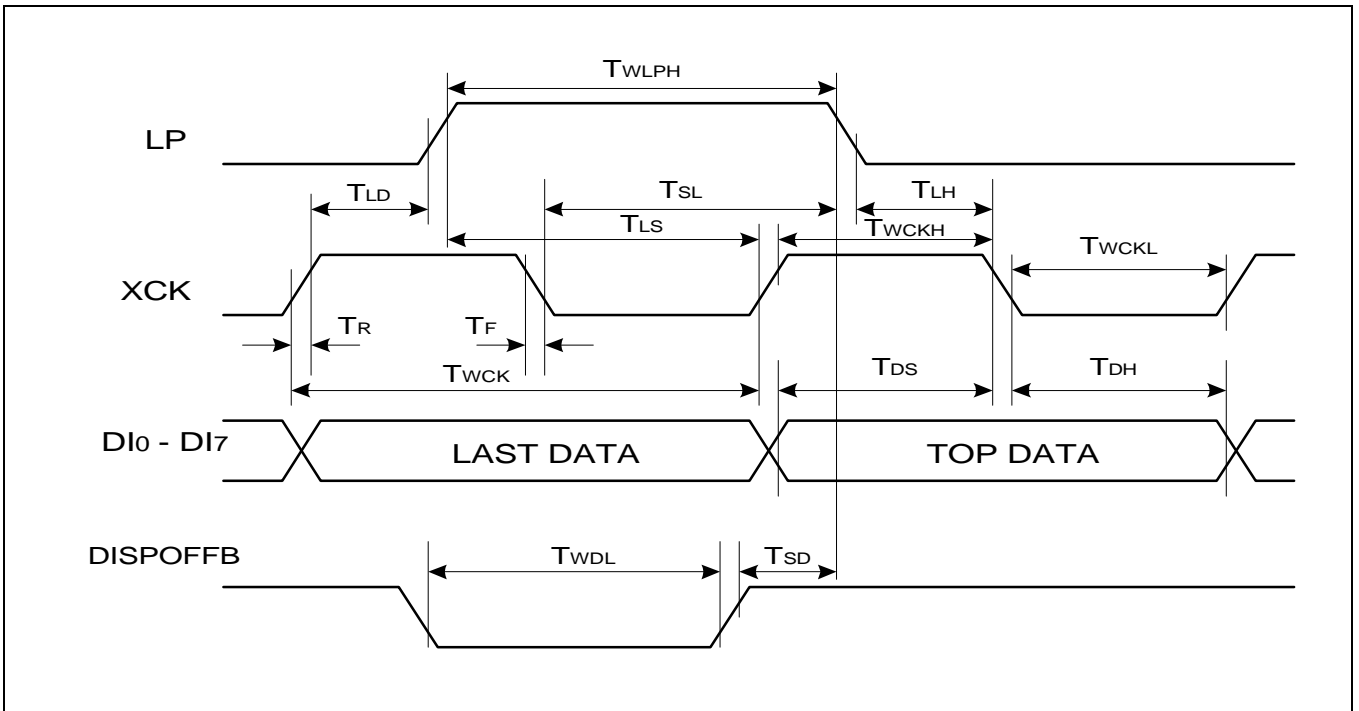 TWLPH
LP
TLD
TSL
TLH
TLS
TWCKH
TWCKL
XCK
TR
TF
TWCK
TDS
TDH
DI0 - DI7
LAST DATA
TOP DATA
DISPOFFB
TWDL
TSD